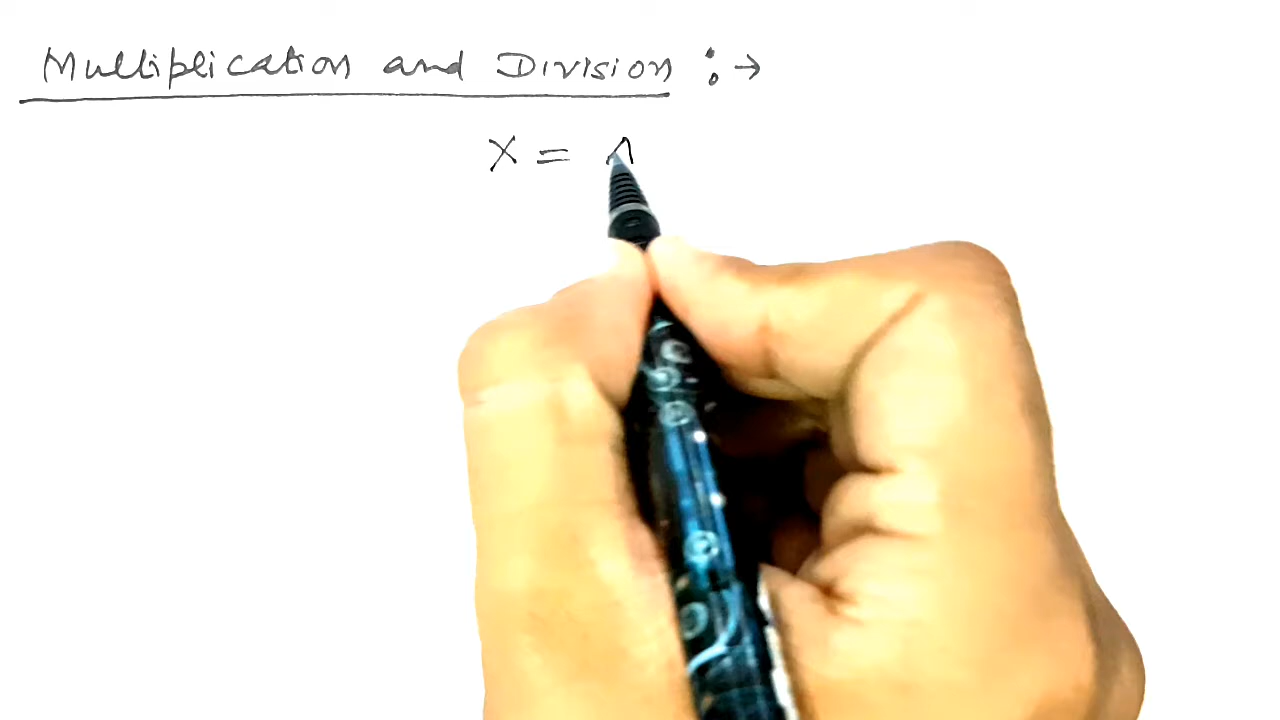 Multiplication and Division :→
X = A